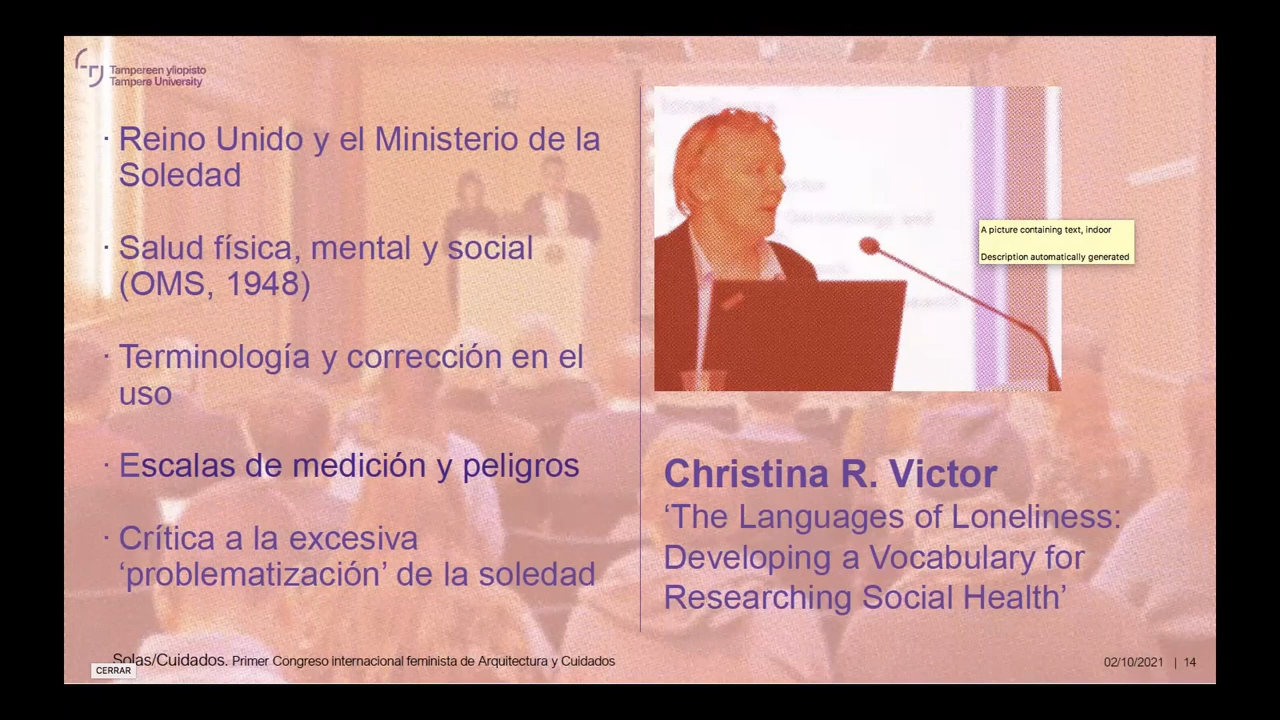 Tampereen yliopisto
Tampere University
· Reino Unido y el Ministerio de la
Soledad
· Salud física, mental y social
(OMS, 1948)
· Terminología y corrección en el
uso
· Escalas de medición y peligros
· Crítica a la excesiva
‘problematización’ de la soledad
A picture containing text, indoor
Description automatically generated
Christina R. Victor
‘The Languages of Loneliness:
Developing a Vocabulary for
Researching Social Health’
Solas/Cuidados. Primer Congreso internacional feminista de Arquitectura y Cuidados
CERRAR
02/10/2021 | 14